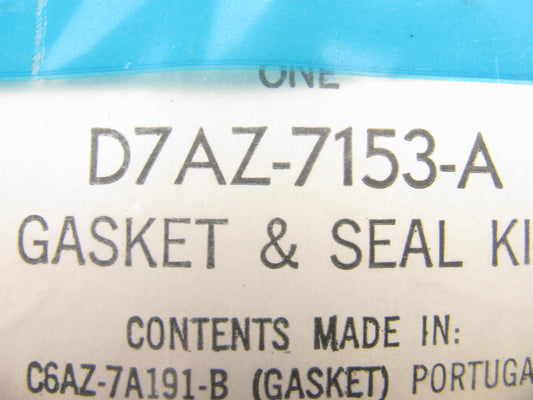 ONE
D7AZ-7153-A
GASKET & SEAL KI
CONTENTS MADE IN:
C6AZ-7A191-B (GASKET) PORTUGA